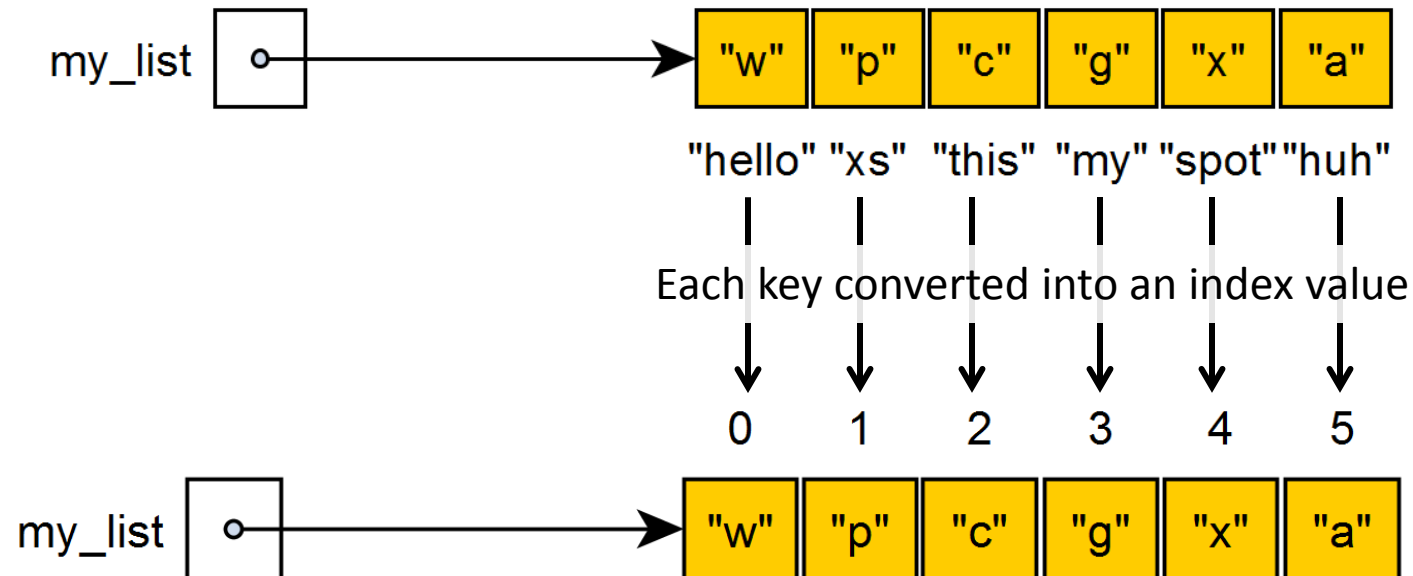 my_list "w" "p" "c" "g" "x" "a"
"hello" "xs" "this" "my" "spot" "huh"
Each key converted into an index value
0 1 2 3 4 5
my_list "w" "p" "c" "g" "x" "a"